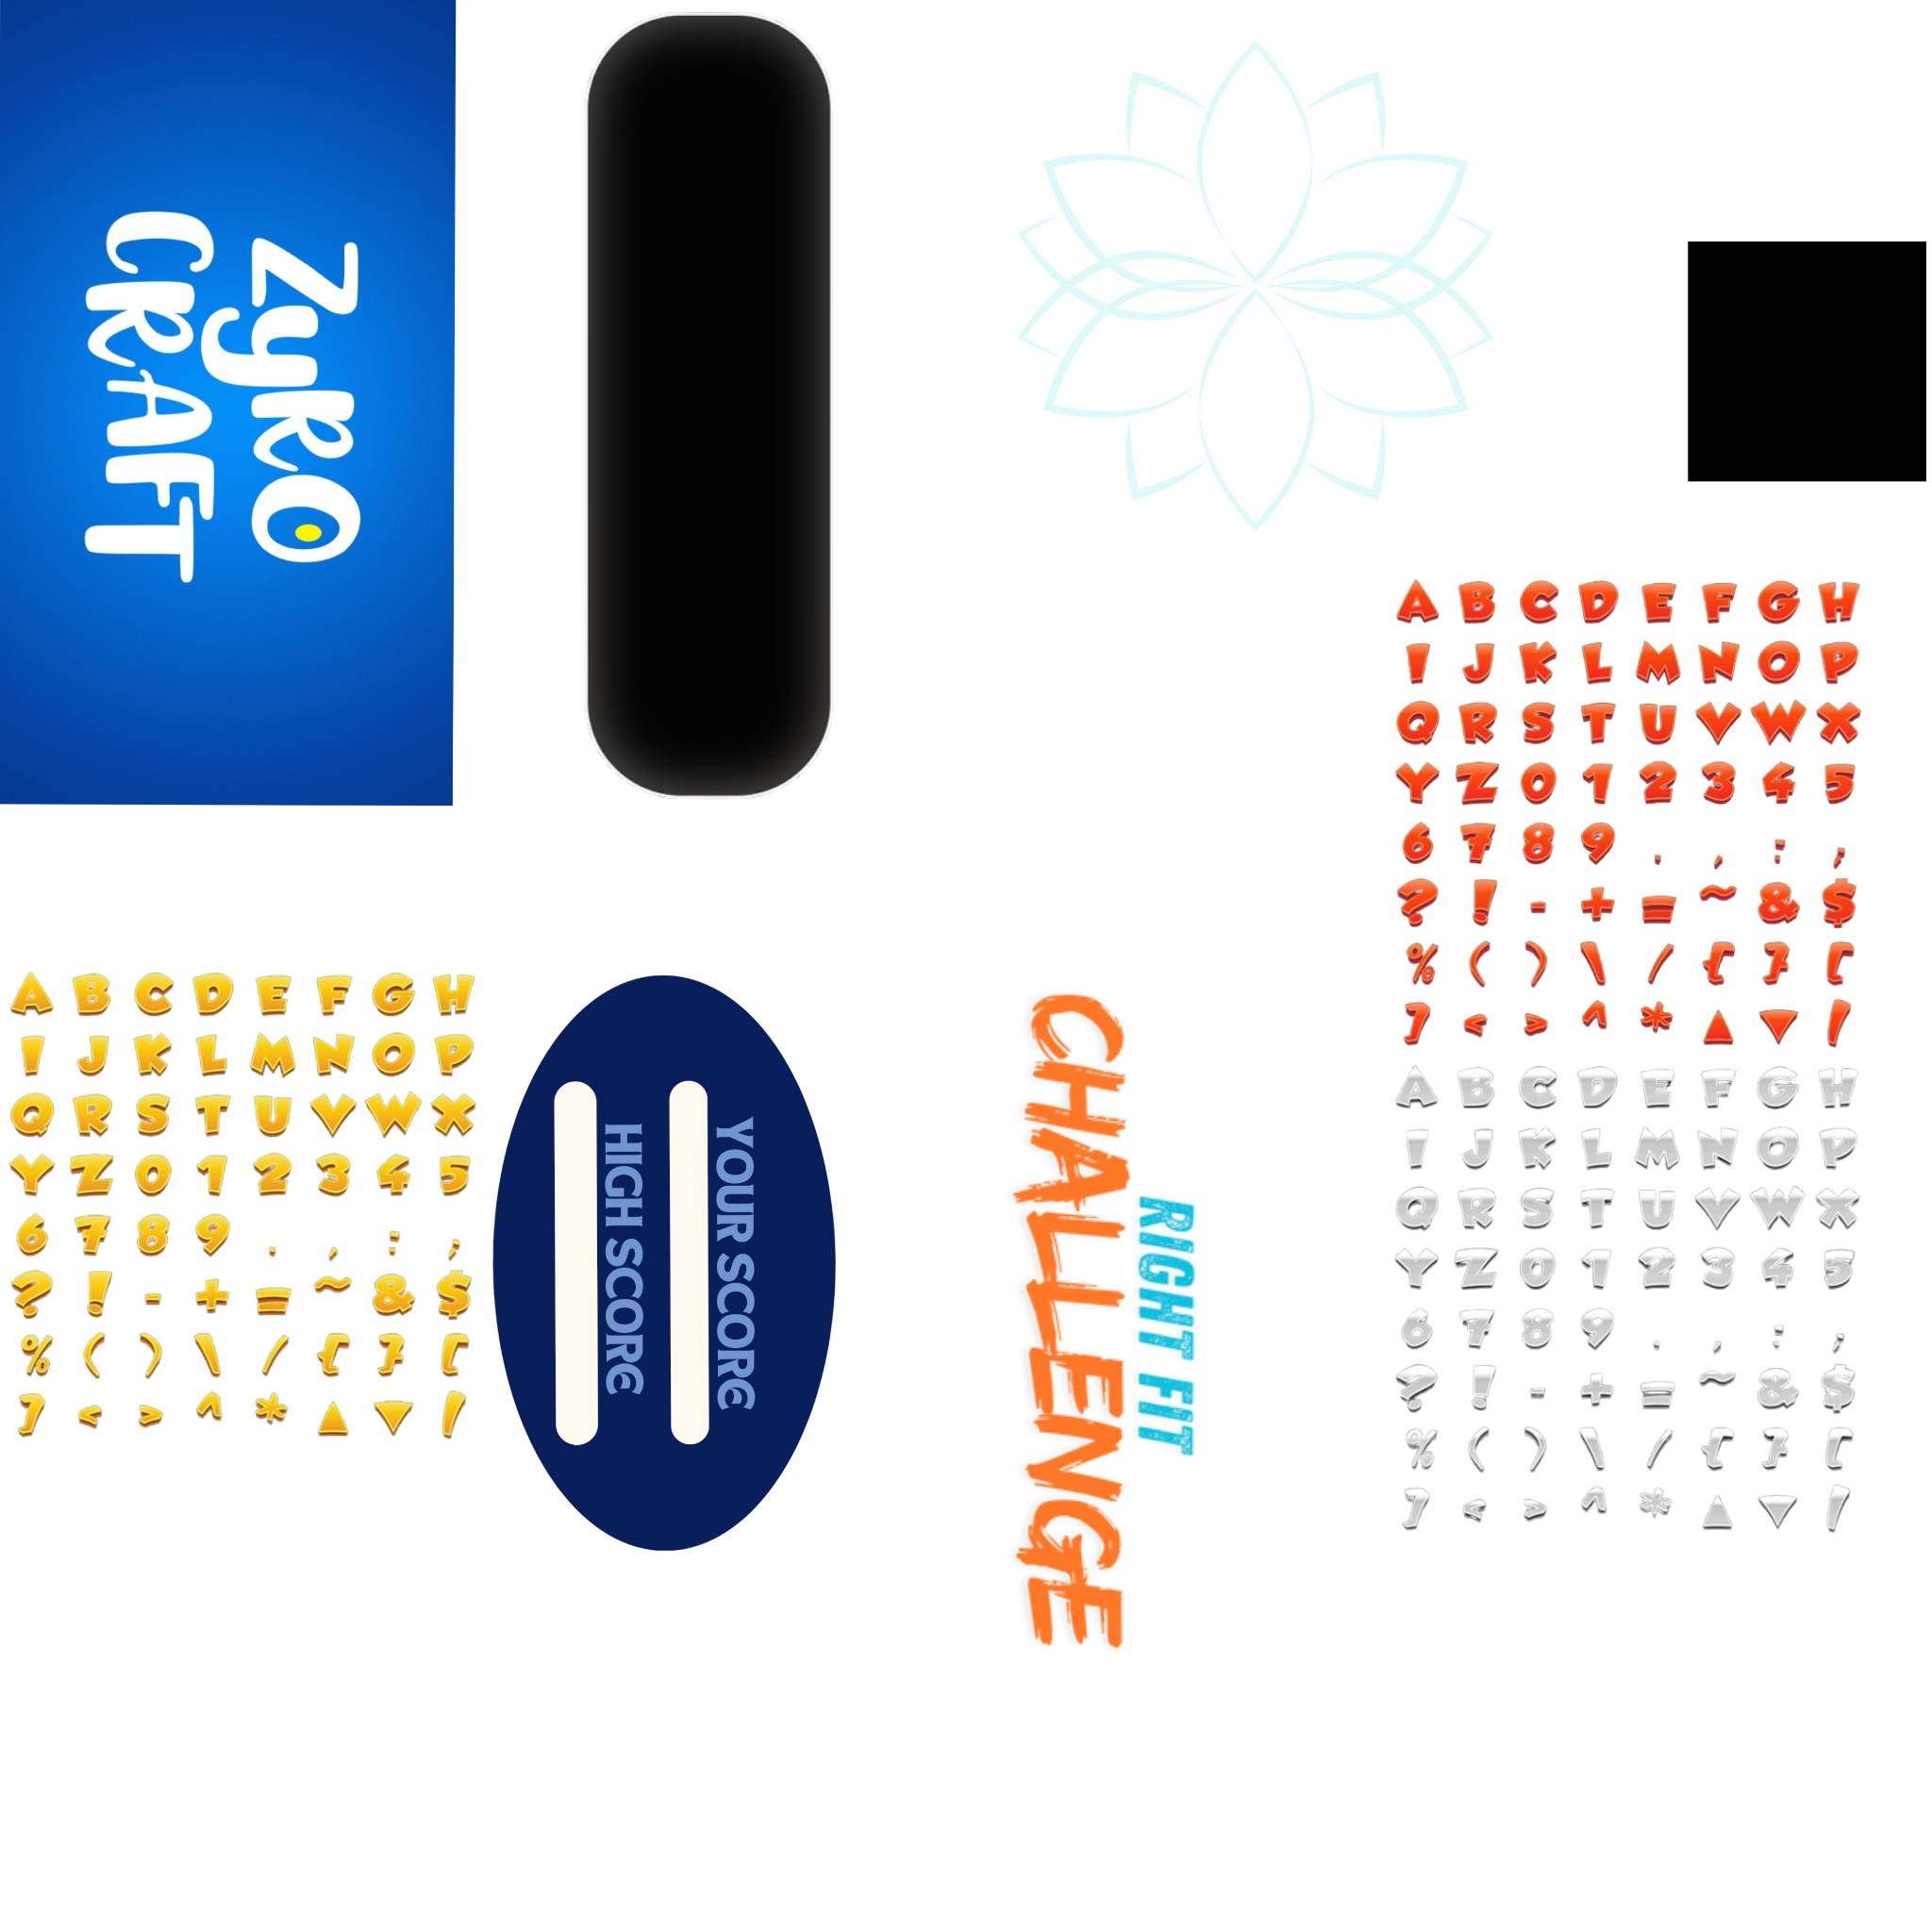 Zyko
CRAFT
A B C D E F G H
I J K L M N O P
Q R S T U V W X
Y Z 0 1 2 3 4 5
6 7 8 9 . , : ;
? ! - + = ~ & $
% ( ) \ / { } [
] < > ^ * ▲ ▼ |
YOUR SCORE
HIGH SCORE
RIGHT FIT
CHALLENGE
A B C D E F G H
I J K L M N O P
Q R S T U V W X
Y Z 0 1 2 3 4 5
6 7 8 9 . , : ;
? ! - + = ~ & $
% ( ) \ / { } [
] < > ^ * ▲ ▼ |
A B C D E F G H
I J K L M N O P
Q R S T U V W X
Y Z 0 1 2 3 4 5
6 7 8 9 . , : ;
? ! - + = ~ & $
% ( ) \ / { } [
] < > ^ * ▲ ▼ |